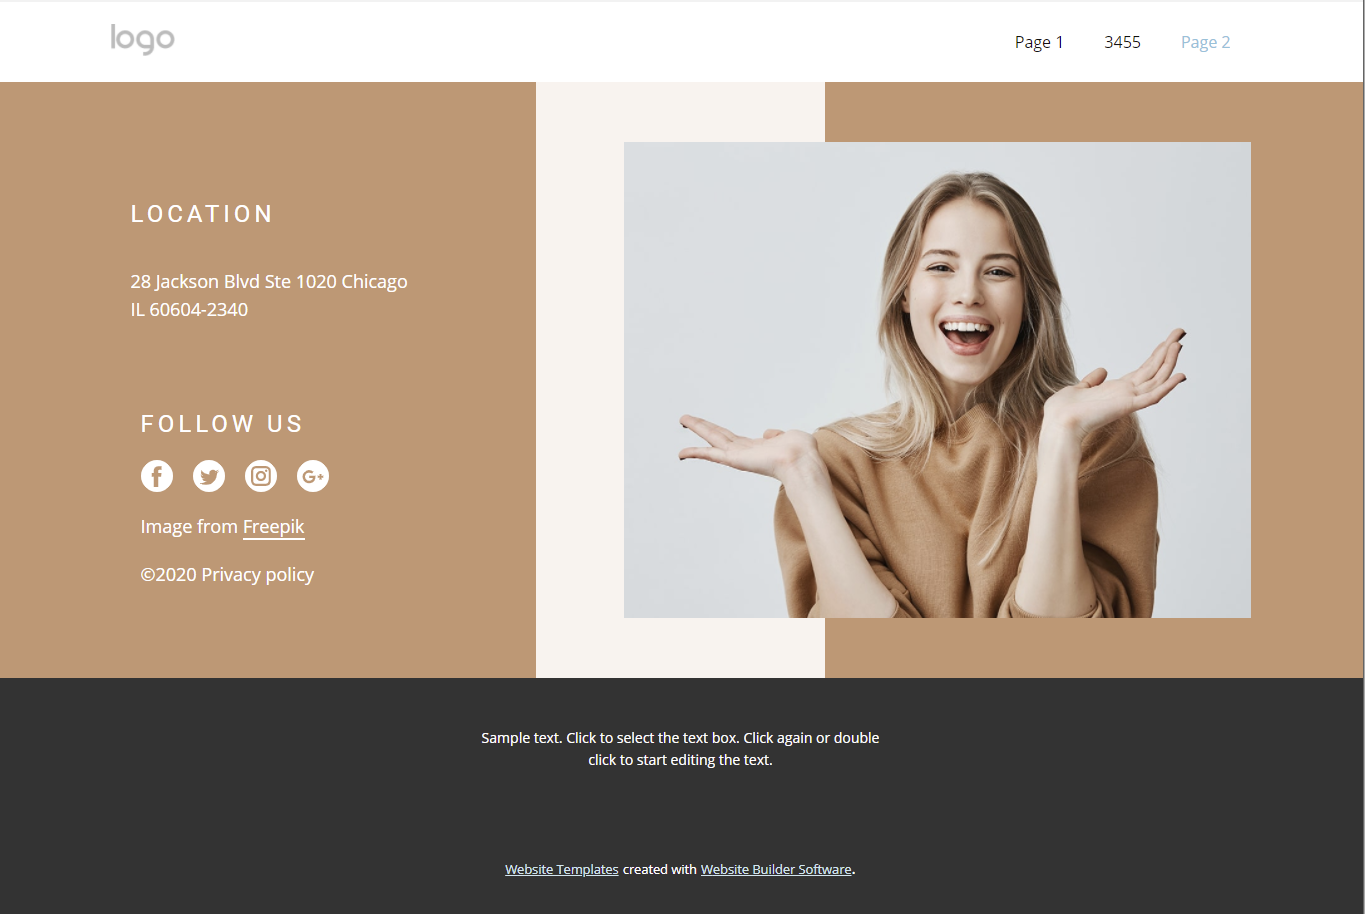 logo
Page 1
3455
Page 2
LOCATION
28 Jackson Blvd Ste 1020 Chicago
IL 60604-2340
FOLLOW US
Image from Freepik
©2020 Privacy policy
Sample text. Click to select the text box. Click again or double
click to start editing the text.
Website Templates created with Website Builder Software.